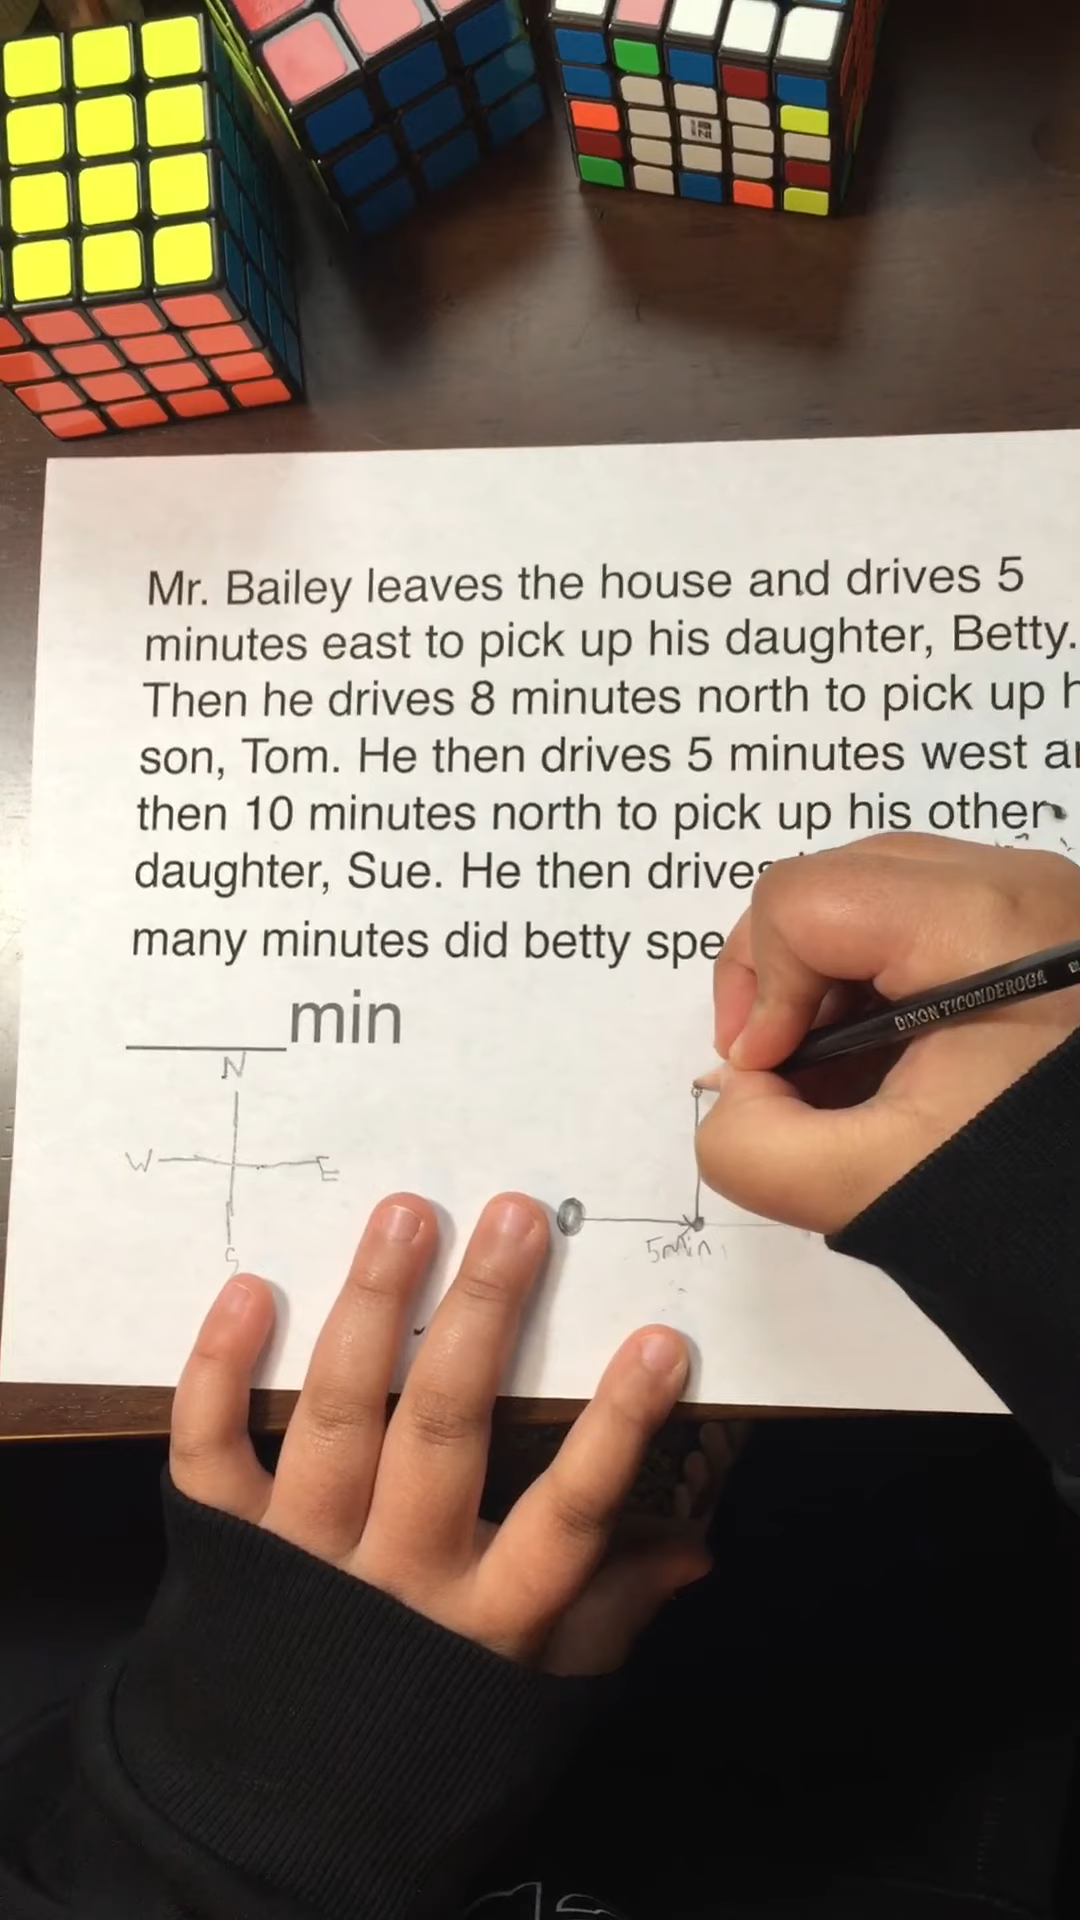 Mr. Bailey leaves the house and drives 5
minutes east to pick up his daughter, Betty.
Then he drives 8 minutes north to pick up
son, Tom. He then drives 5 minutes west
then 10 minutes north to pick up his other
daughter, Sue. He then drives
many minutes did betty spe
_____min
N
W E
S
5min
DIXON TICONDEROGA